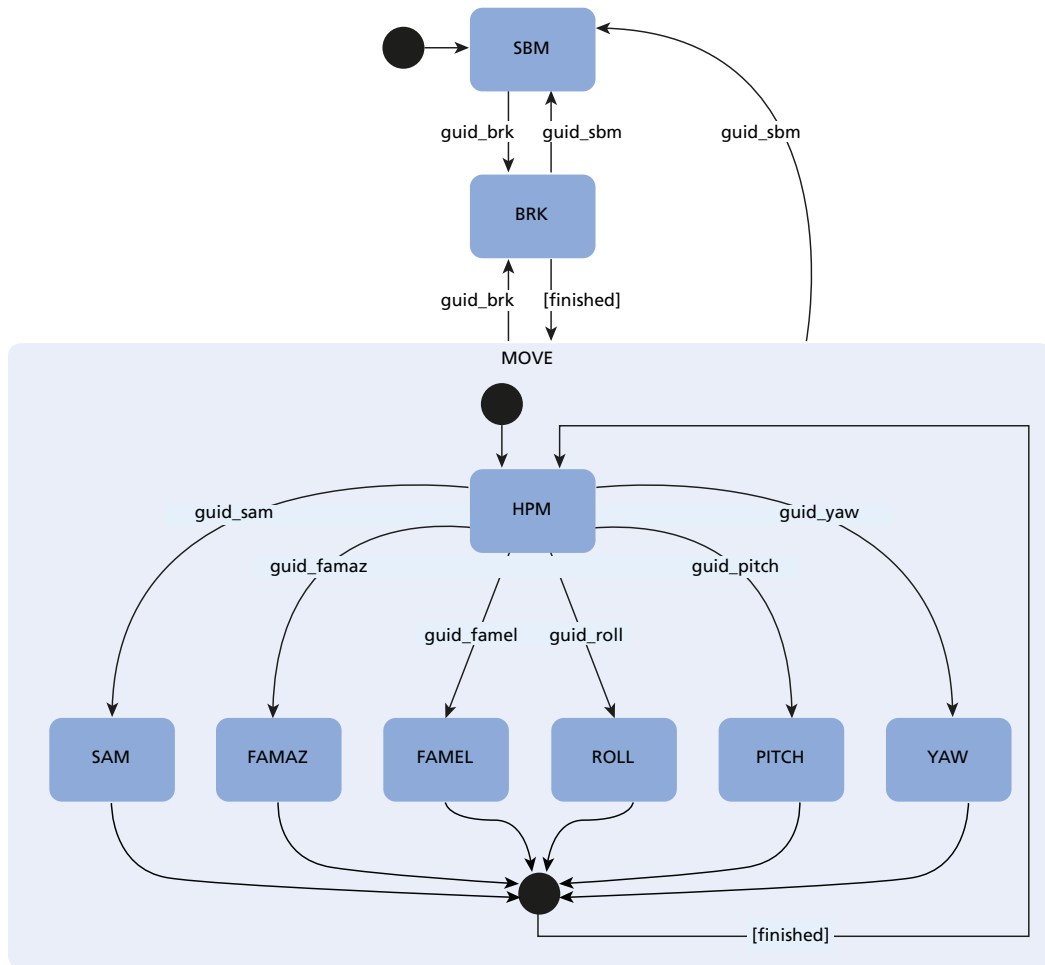 SBM
guid_brk
guid_sbm
guid_sbm
BRK
guid_brk
[finished]
MOVE
HPM
guid_sam
guid_yaw
guid_famaz
guid_pitch
guid_famel
guid_roll
SAM
FAMAZ
FAMEL
ROLL
PITCH
YAW
[finished]